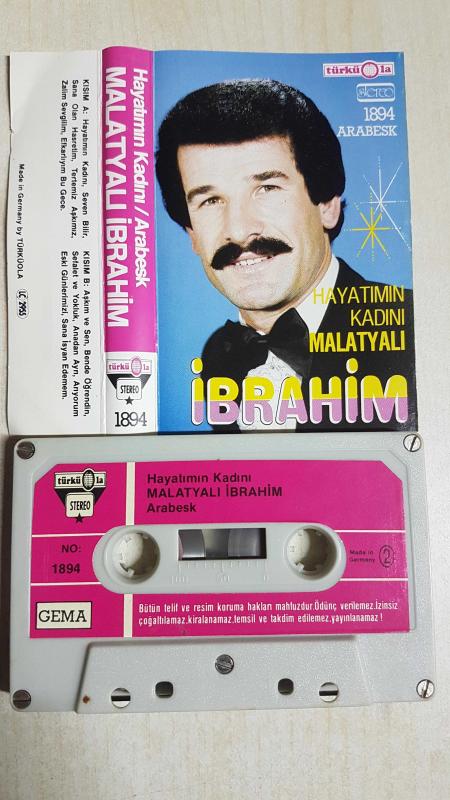 KISIM A: Hayatımın Kadını, Seven Bilir,
Sana Olan Hasretim, Tertemiz Aşkımız,
Zalim Sevgilim, Efkarlıyım Bu Gece.
KISIM B: Aşkım ve Sen, Bende Öğrendin,
Sefalet ve Yokluk, Anadan Ayrı, Arıyorum
Eski Günlerimizi, Sana İsyan Edemem.
Made in Germany by TÜRKÜOLA
LC 2955
Hayatımın Kadını / Arabesk
MALATYALI İBRAHİM
türkü la
STEREO
1894
türkü la
stereo
1894
ARABESK
HAYATIMIN
KADINI
MALATYALI
İBRAHİM
türkü la
STEREO
Hayatımın Kadını
MALATYALI İBRAHİM
Arabesk
NO:
1894
Made in
Germany
2
100
50
GEMA
Bütün telif ve resim koruma hakları mahfuzdur.Ödünç verilemez.İzinsiz
çoğaltılamaz,kiralanamaz,temsil ve takdim edilemez,yayınlanamaz !